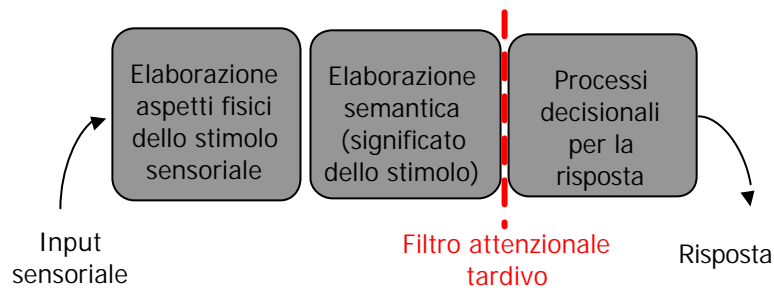 Elaborazione
aspetti fisici
dello stimolo
sensoriale
Elaborazione
semantica
(significato
dello stimolo)
Processi
decisionali
per la
risposta
Input
sensoriale
Filtro attenzionale
tardivo
Risposta